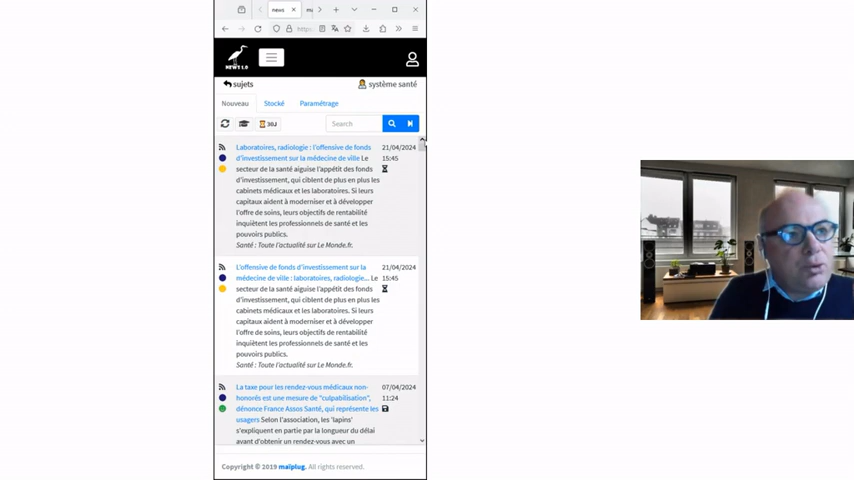 news
NEWS 1.0
sujets
système santé
Nouveau
Stocké
Paramétrage
30J
Search
Laboratoires, radiologie : l'offensive de fonds
d'investissement sur la médecine de ville Le
secteur de la santé aiguise l'appétit des fonds
d'investissement, qui ciblent de plus en plus les
cabinets médicaux et les laboratoires. Si leurs
capitaux aident à moderniser et à développer
l'offre de soins, leurs objectifs de rentabilité
inquiètent les professionnels de santé et les
pouvoirs publics.
Santé : Toute l'actualité sur Le Monde.fr.
21/04/2024
15:45
L'offensive de fonds d'investissement sur la
médecine de ville : laboratoires, radiologie... Le
secteur de la santé aiguise l'appétit des fonds
d'investissement, qui ciblent de plus en plus les
cabinets médicaux et les laboratoires. Si leurs
capitaux aident à moderniser et à développer
l'offre de soins, leurs objectifs de rentabilité
inquiètent les professionnels de santé et les
pouvoirs publics.
Santé : Toute l'actualité sur Le Monde.fr.
21/04/2024
15:45
La taxe pour les rendez-vous médicaux non-
honorés est une mesure de "culpabilisation",
dénonce France Assos Santé, qui représente les
usagers Selon l'association, les 'lapins'
s'expliquent en partie par la longueur du délai
avant d'obtenir un rendez-vous avec un
07/04/2024
11:24
Copyright © 2019 maïplug. All rights reserved.